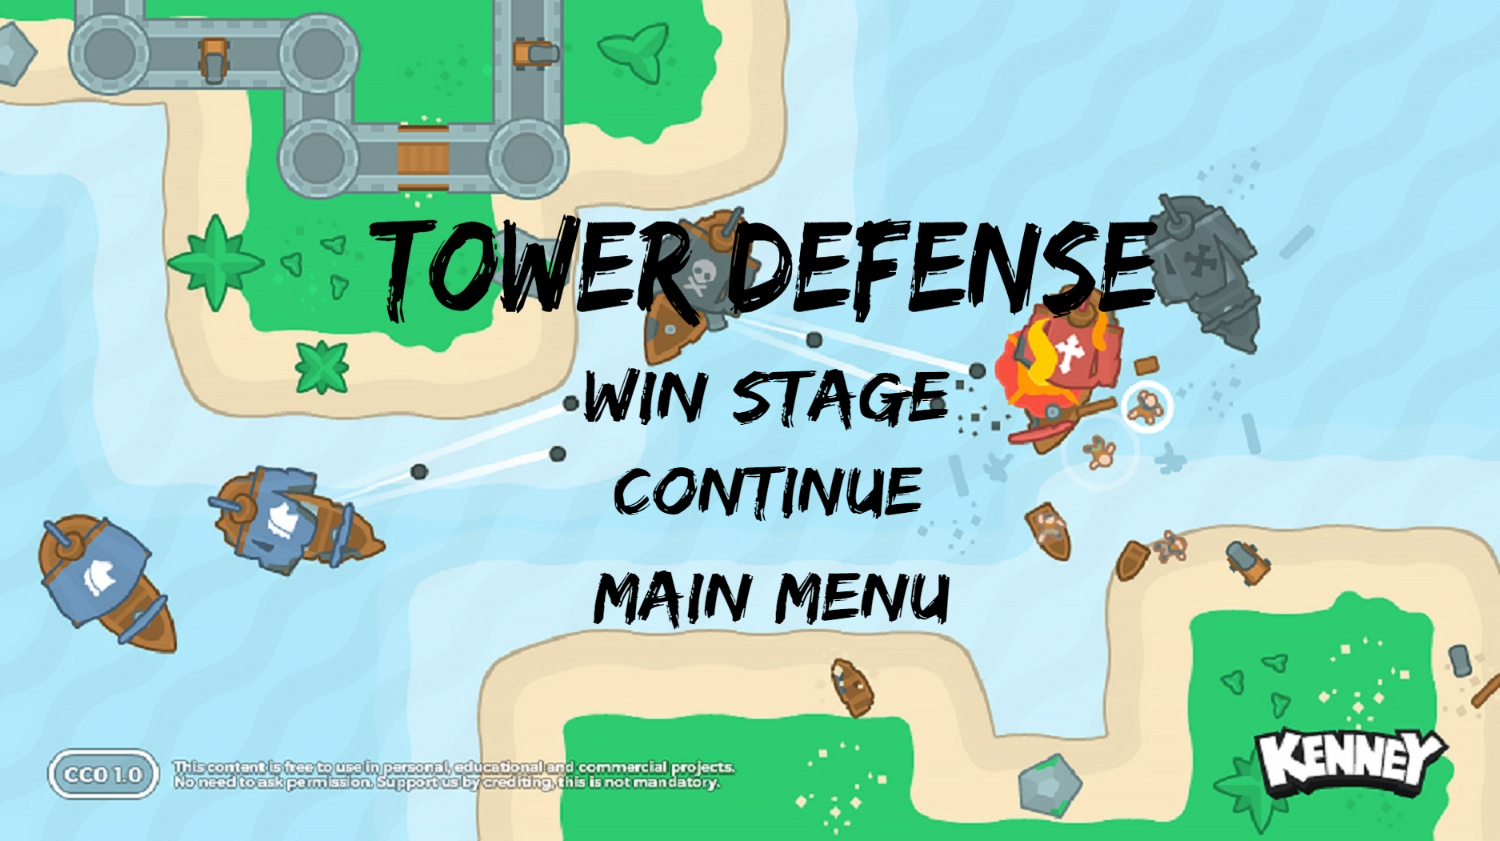 TOWER DEFENSE
WIN STAGE
CONTINUE
MAIN MENU
CC0 1.0
This content is free to use in personal, educational and commercial projects.
No need to ask permission. Support us by crediting, this is not mandatory.
KENNEY